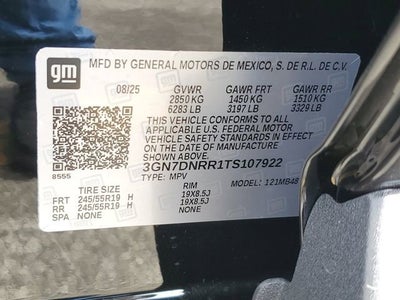 gm
MFD BY GENERAL MOTORS DE MEXICO, S. DE R.L. DE C.V.
08/25 GVWR GAWR FRT GAWR RR
2850 KG 1450 KG 1510 KG
6283 LB 3197 LB 3329 LB
THIS VEHICLE CONFORMS TO ALL
APPLICABLE U.S. FEDERAL MOTOR
VEHICLE SAFETY STANDARDS IN EFFECT
ON THE DATE OF MANUFACTURE
SHOWN ABOVE.
3GN7DNRR1TS107922
8555 TYPE: MPV MODEL: 121MB48
TIRE SIZE RIM
FRT 245/55R19 H 19X8.5J
RR 245/55R19 H 19X8.5J
SPA NONE NONE